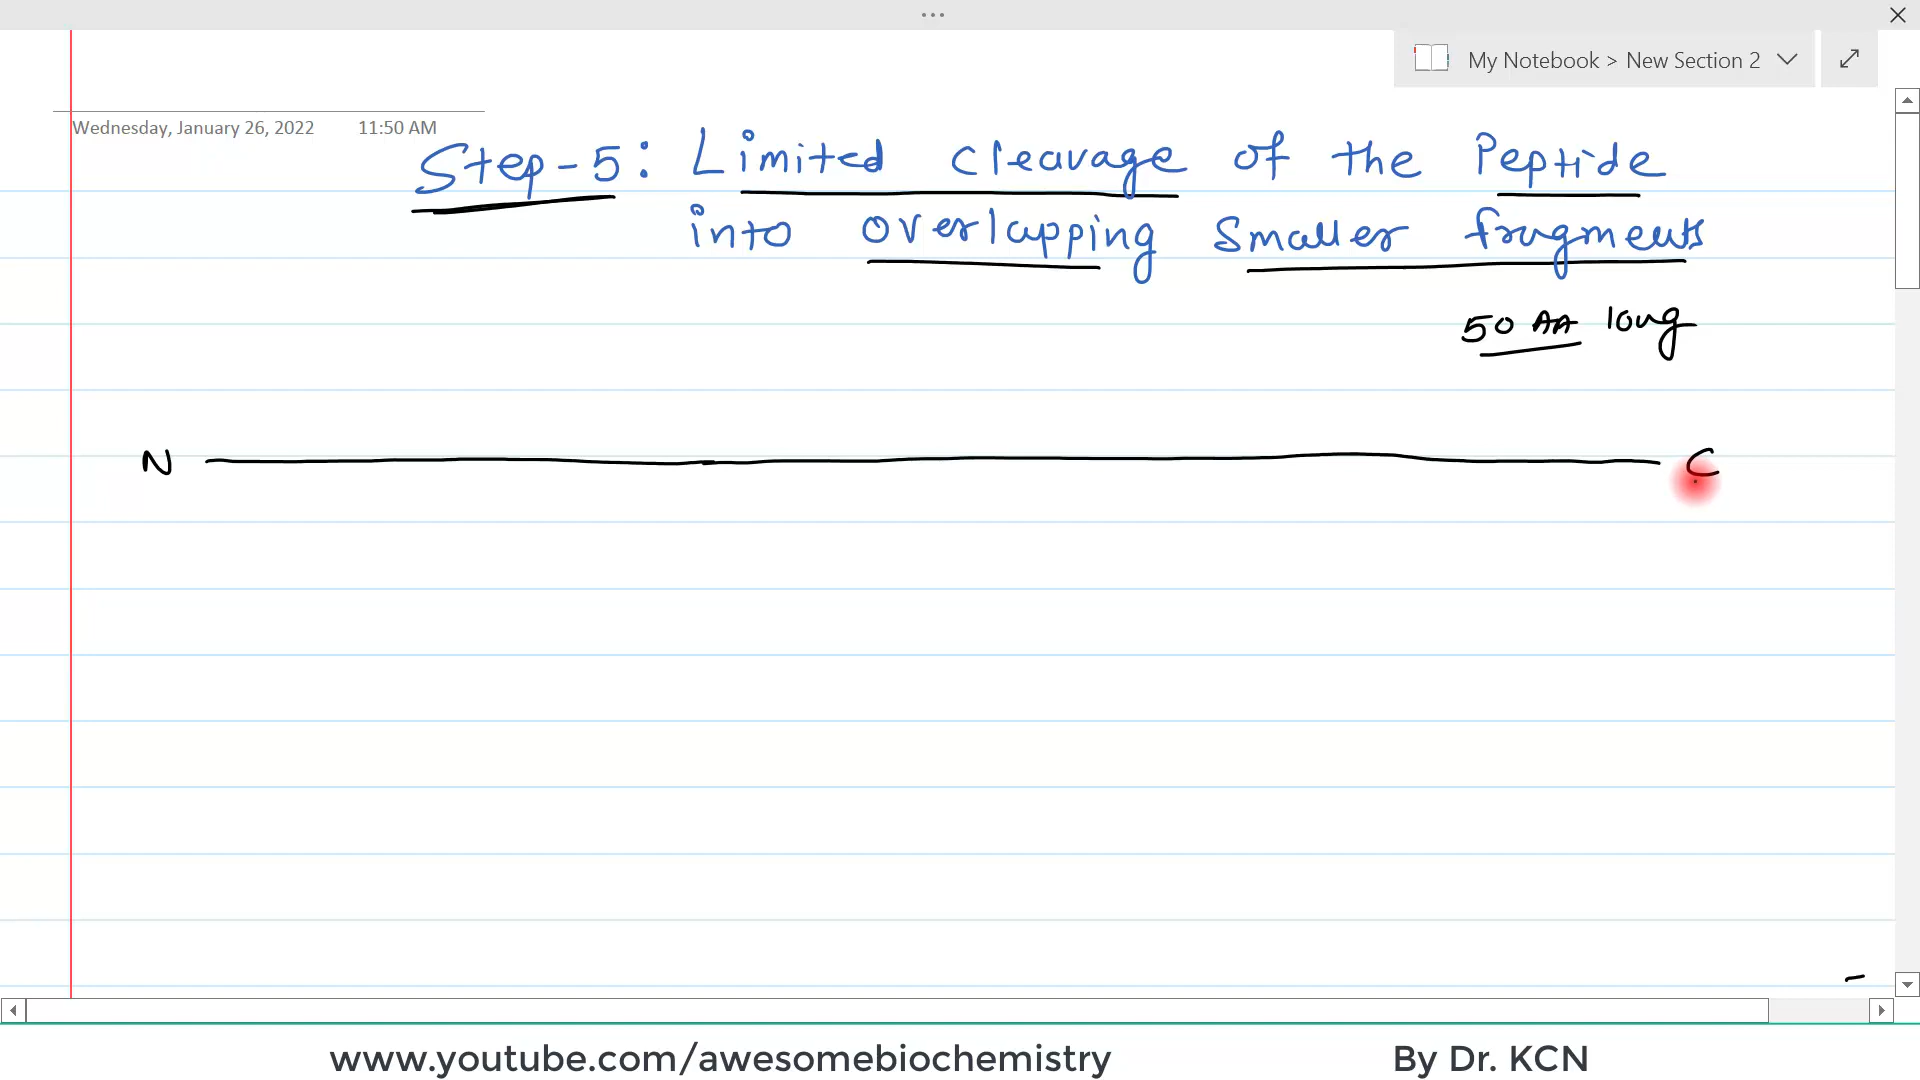 My Notebook > New Section 2
Wednesday, January 26, 2022 11:50 AM
Step-5: Limited cleavage of the Peptide
into overlapping smaller fragments
50 AA long
N C
www.youtube.com/awesomebiochemistry By Dr. KCN